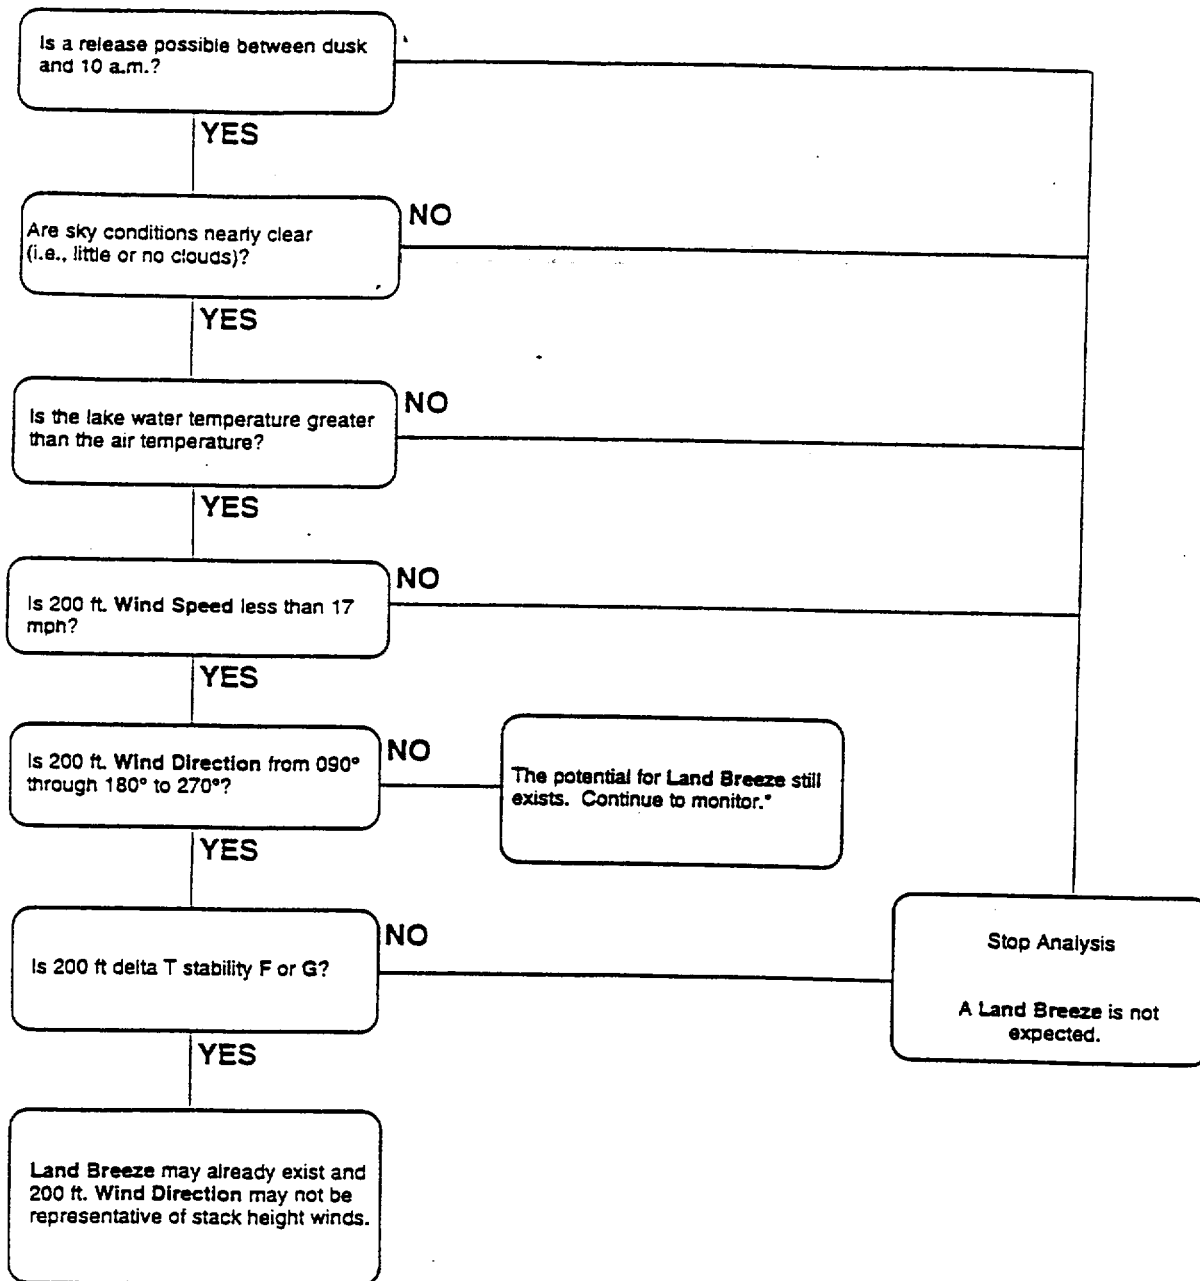 Is a release possible between dusk
and 10 a.m.?
YES
Are sky conditions nearly clear
(i.e., little or no clouds)?
NO
YES
Is the lake water temperature greater
than the air temperature?
NO
YES
Is 200 ft. Wind Speed less than 17
mph?
NO
YES
Is 200 ft. Wind Direction from 090°
through 180° to 270°?
NO
The potential for Land Breeze still
exists. Continue to monitor.*
YES
Is 200 ft delta T stability F or G?
NO
Stop Analysis
A Land Breeze is not
expected.
YES
Land Breeze may already exist and
200 ft. Wind Direction may not be
representative of stack height winds.